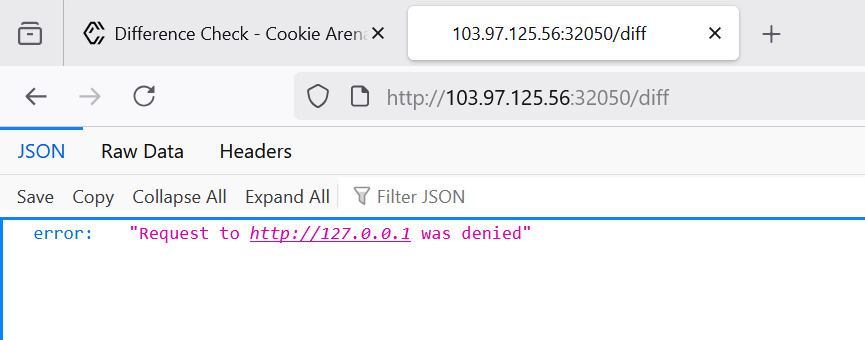 Difference Check - Cookie Aren
103.97.125.56:32050/diff
http://103.97.125.56:32050/diff
JSON Raw Data Headers
Save Copy Collapse All Expand All Filter JSON
error: "Request to http://127.0.0.1 was denied"